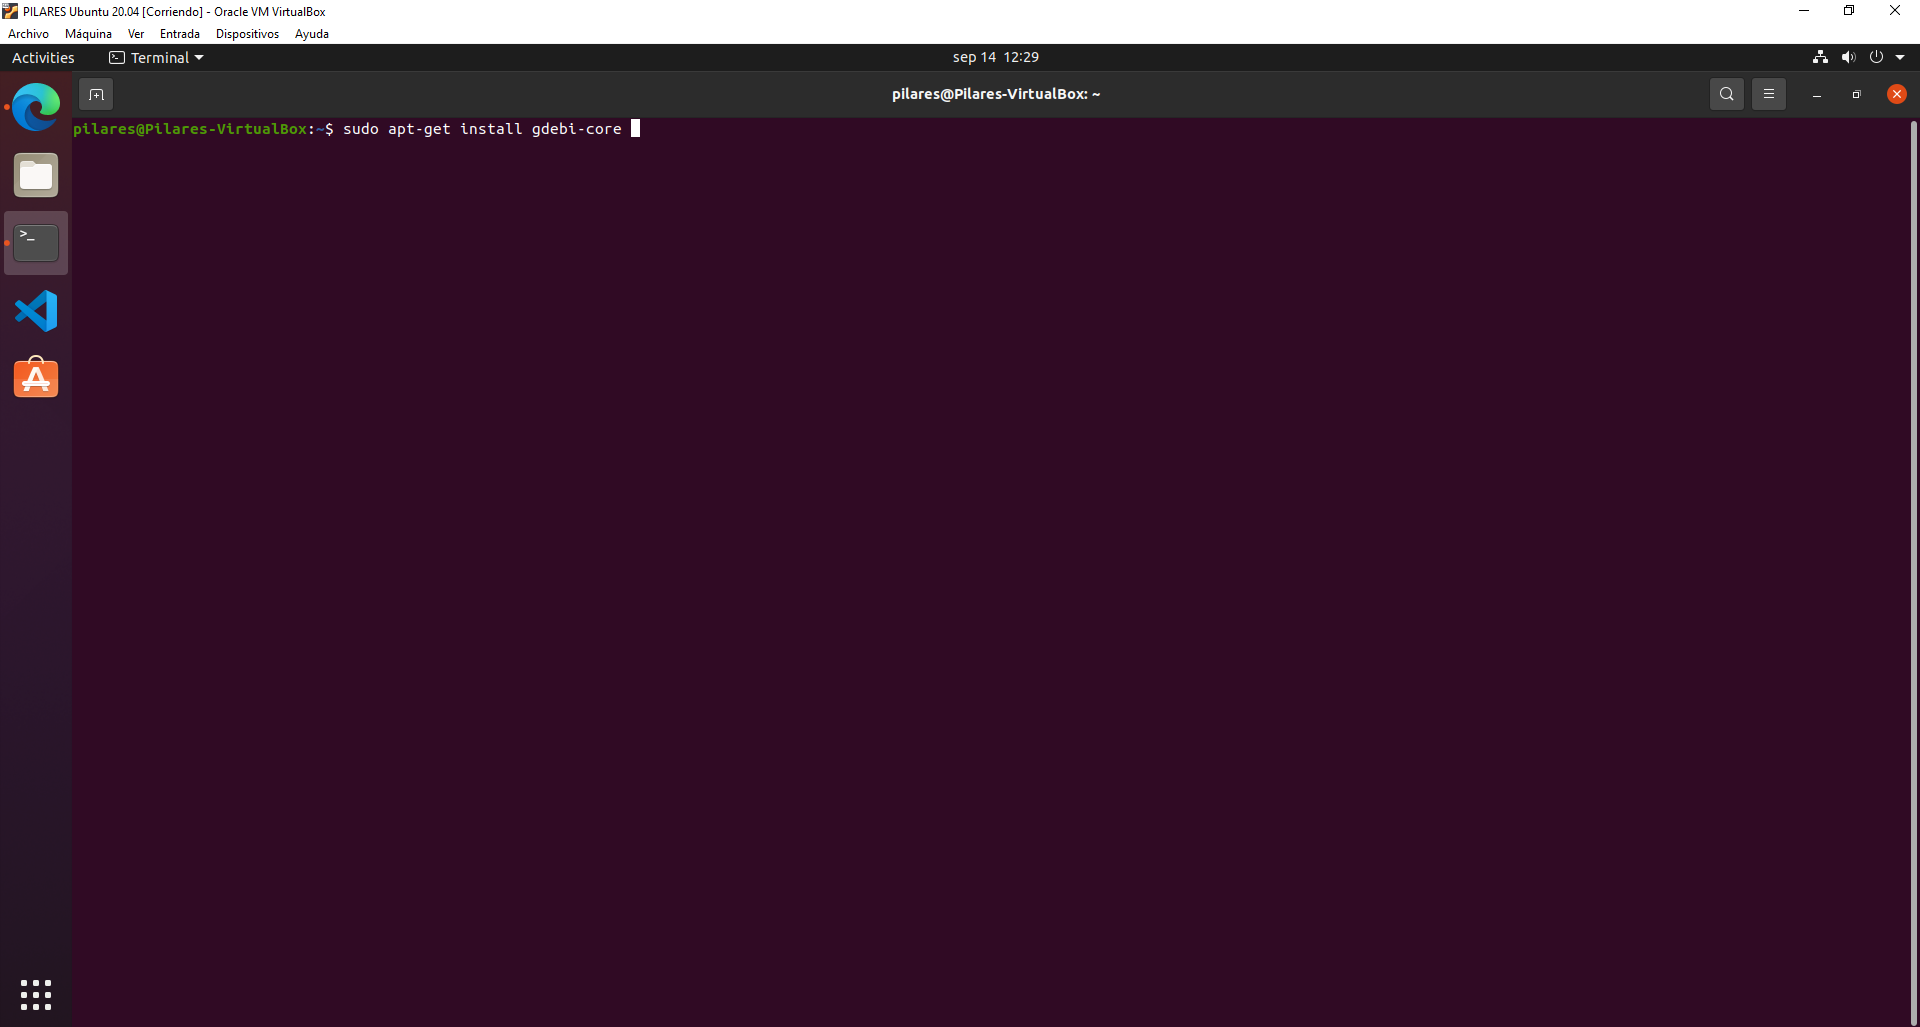 PILARES Ubuntu 20.04 [Corriendo] - Oracle VM VirtualBox
Archivo Máquina Ver Entrada Dispositivos Ayuda
Activities Terminal sep 14 12:29
pilares@Pilares-VirtualBox: ~
pilares@Pilares-VirtualBox:~$ sudo apt-get install gdebi-core